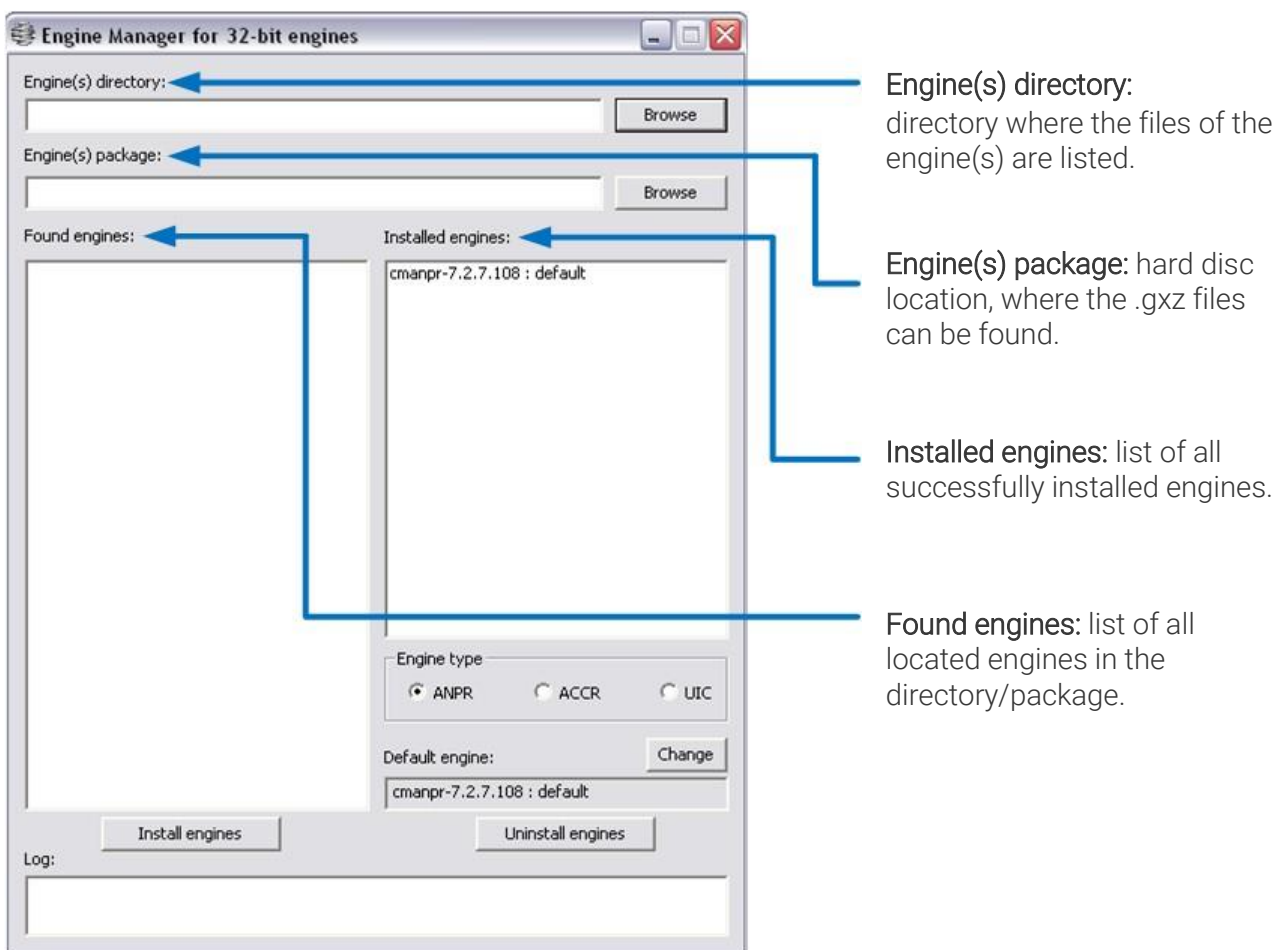 Engine Manager for 32-bit engines
Engine(s) directory:
Browse
Engine(s) package:
Browse
Found engines:
Installed engines:
cmanpr-7.2.7.108 : default
Engine type
ANPR ACCR UIC
Default engine:
Change
cmanpr-7.2.7.108 : default
Install engines
Uninstall engines
Log:
Engine(s) directory:
directory where the files of the
engine(s) are listed.
Engine(s) package: hard disc
location, where the .gxz files
can be found.
Installed engines: list of all
successfully installed engines.
Found engines: list of all
located engines in the
directory/package.